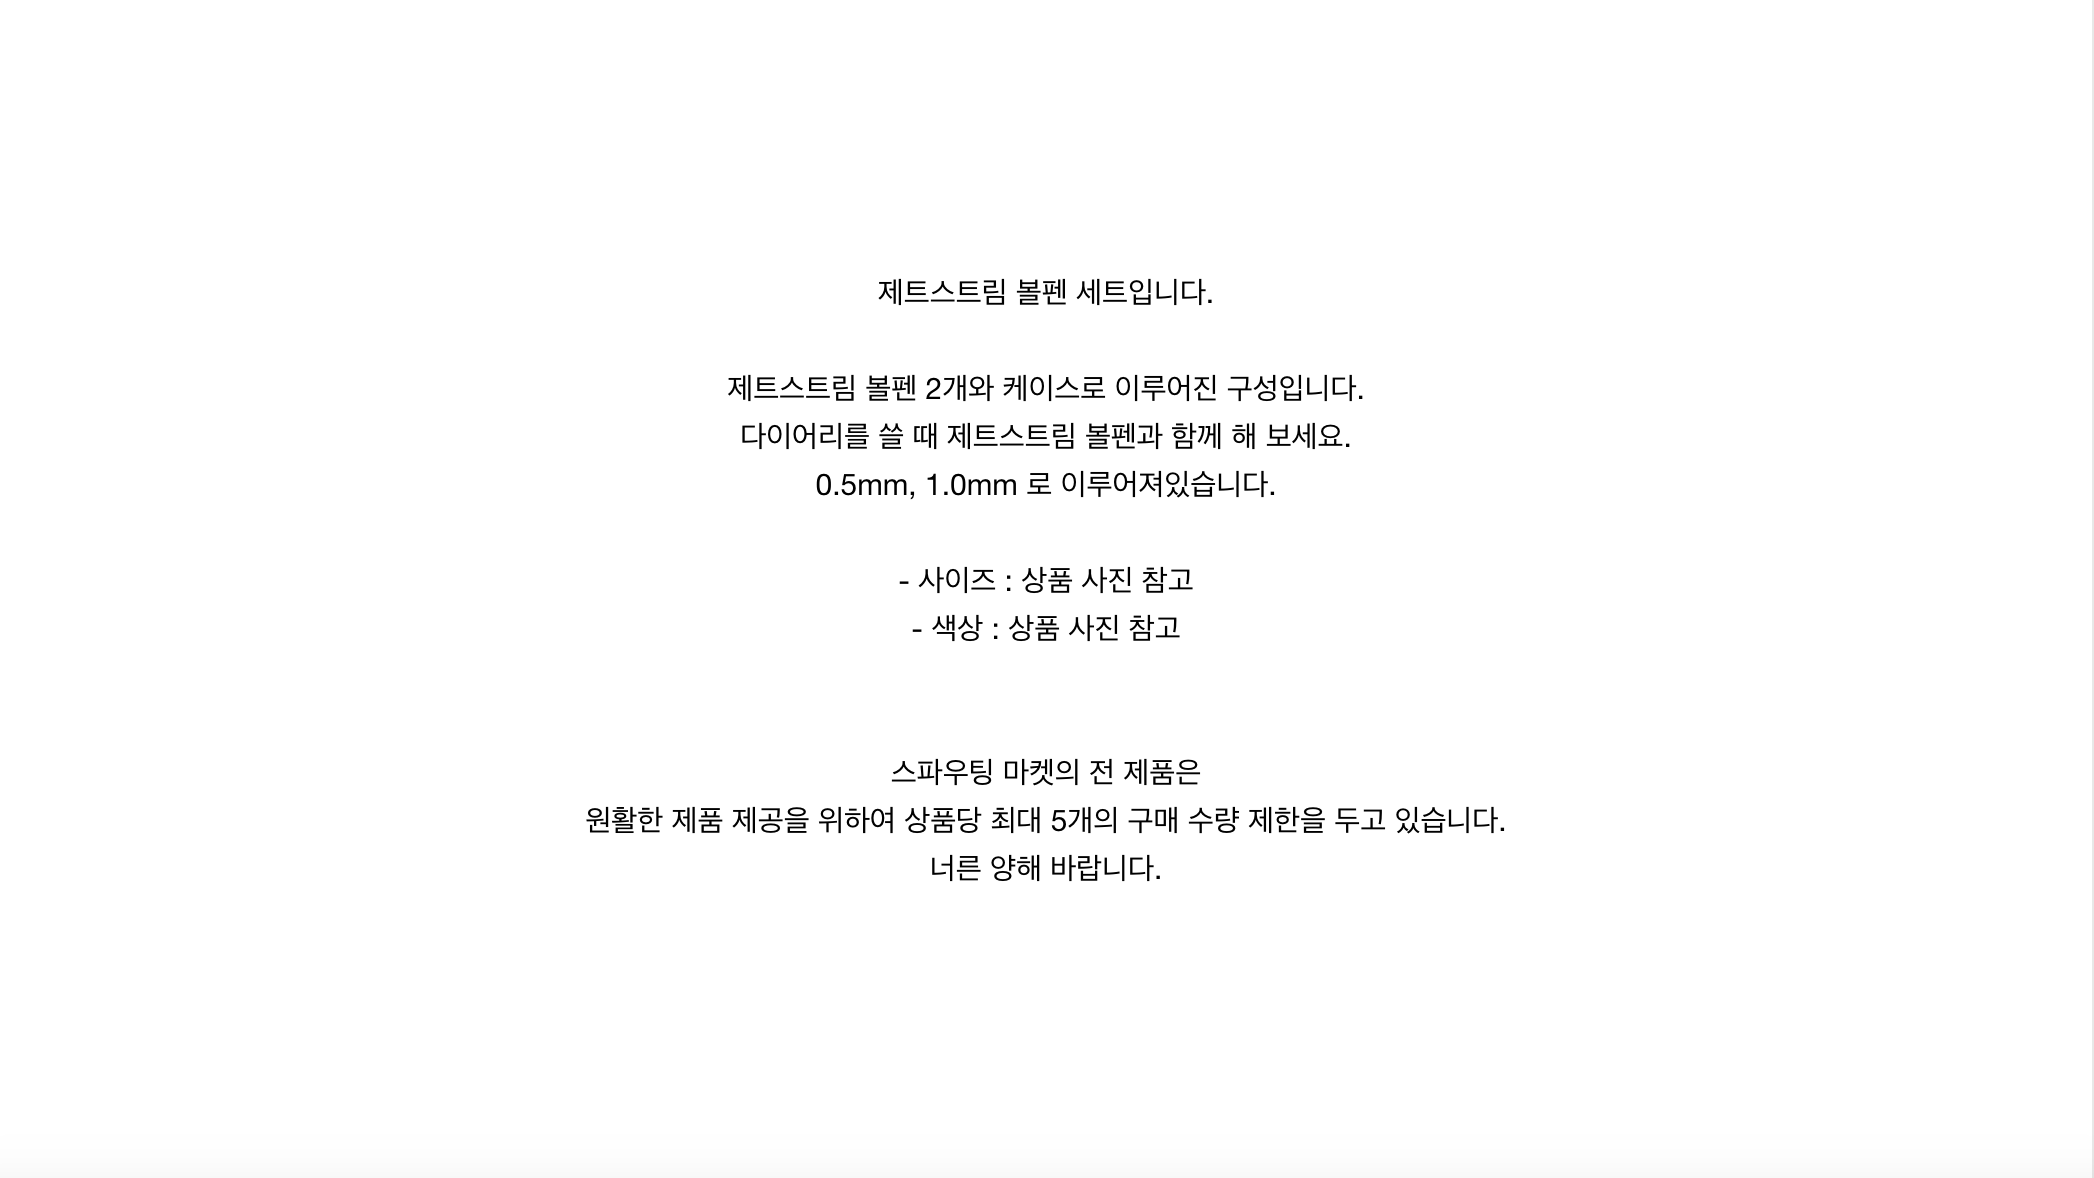 제트스트림 볼펜 세트입니다.
제트스트림 볼펜 2개와 케이스로 이루어진 구성입니다.
다이어리를 쓸 때 제트스트림 볼펜과 함께 해 보세요.
0.5mm, 1.0mm 로 이루어져있습니다.
- 사이즈 : 상품 사진 참고
- 색상 : 상품 사진 참고
스파우팅 마켓의 전 제품은
원활한 제품 제공을 위하여 상품당 최대 5개의 구매 수량 제한을 두고 있습니다.
너른 양해 바랍니다.